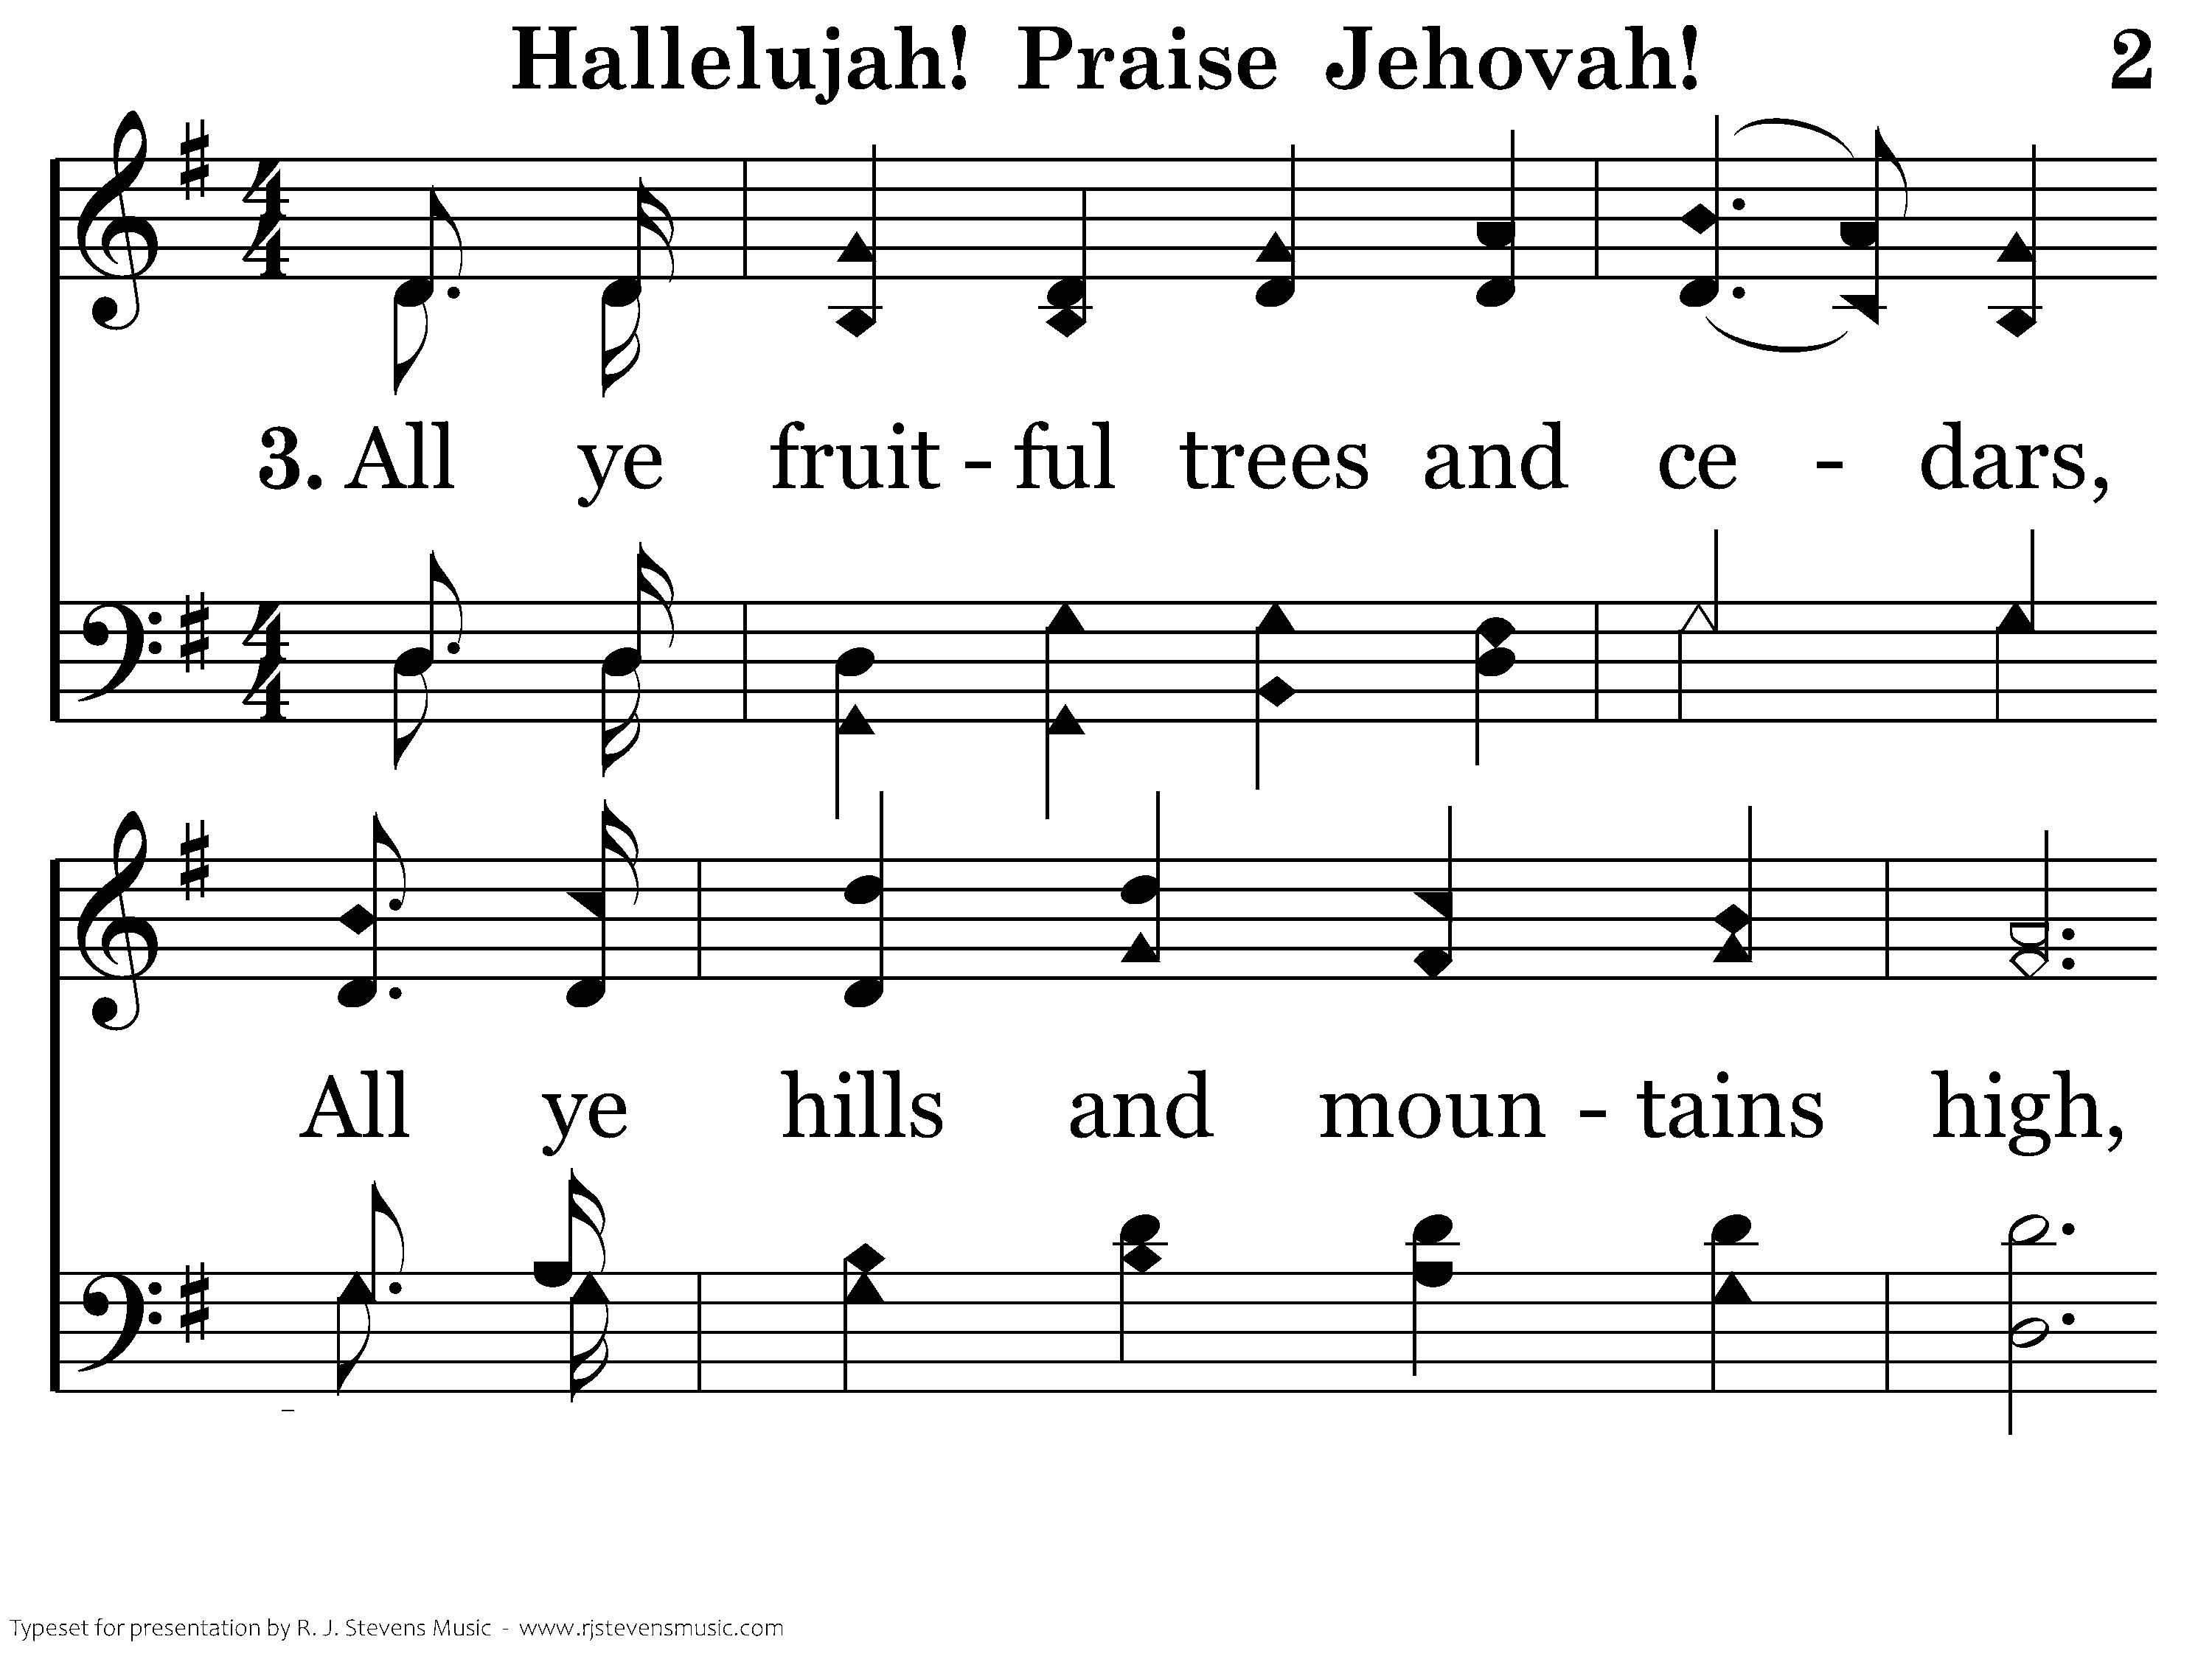 Hallelujah! Praise Jehovah! 2
3. All ye fruit - ful trees and ce - dars,
All ye hills and moun - tains high,
Typeset for presentation by R. J. Stevens Music - www.rjstevensmusic.com